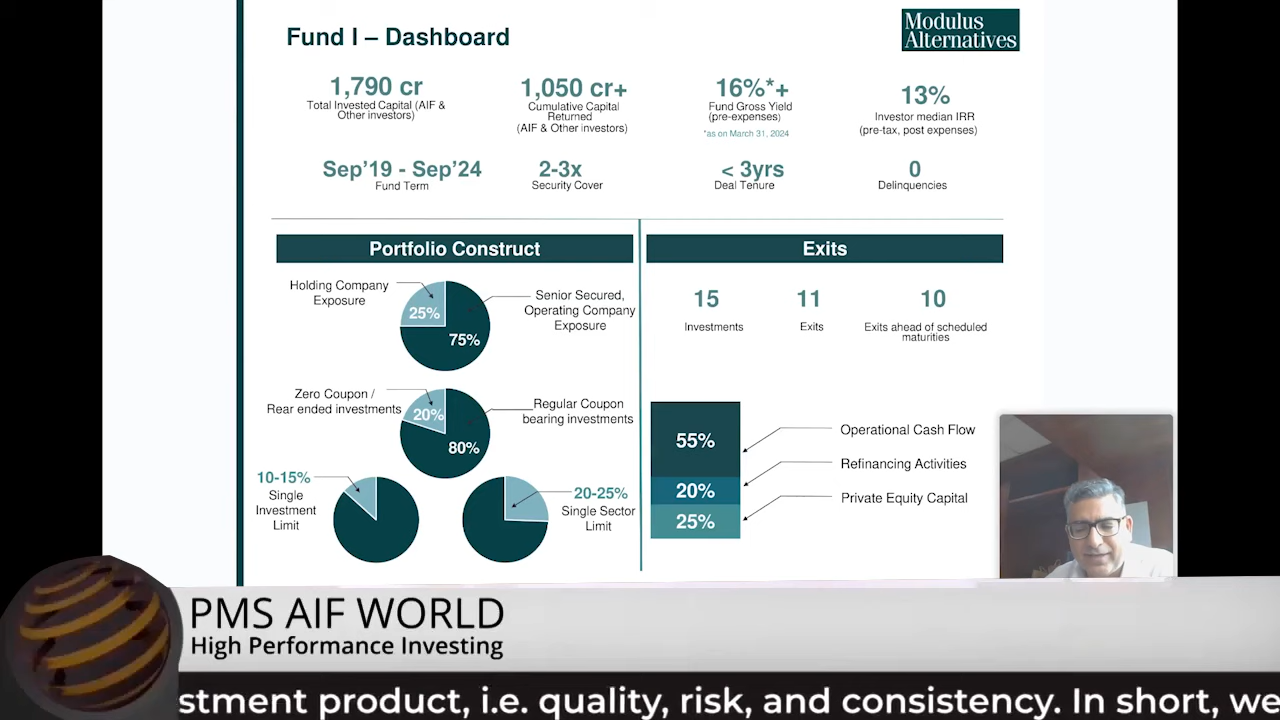 Fund I – Dashboard
Modulus
Alternatives
1,790 cr
Total Invested Capital (AIF &
Other investors)
1,050 cr+
Cumulative Capital
Returned
(AIF & Other investors)
16%*+
Fund Gross Yield
(pre-expenses)
*as on March 31, 2024
13%
Investor median IRR
(pre-tax, post expenses)
Sep'19 - Sep'24
Fund Term
2-3x
Security Cover
< 3yrs
Deal Tenure
0
Delinquencies
Portfolio Construct
Holding Company
Exposure
25%
75%
Senior Secured,
Operating Company
Exposure
Zero Coupon /
Rear ended investments
20%
80%
Regular Coupon
bearing investments
10-15%
Single
Investment
Limit
20-25%
Single Sector
Limit
Exits
15
Investments
11
Exits
10
Exits ahead of scheduled
maturities
55%
Operational Cash Flow
20%
Refinancing Activities
25%
Private Equity Capital
PMS AIF WORLD
High Performance Investing
stment product, i.e. quality, risk, and consistency. In short, we